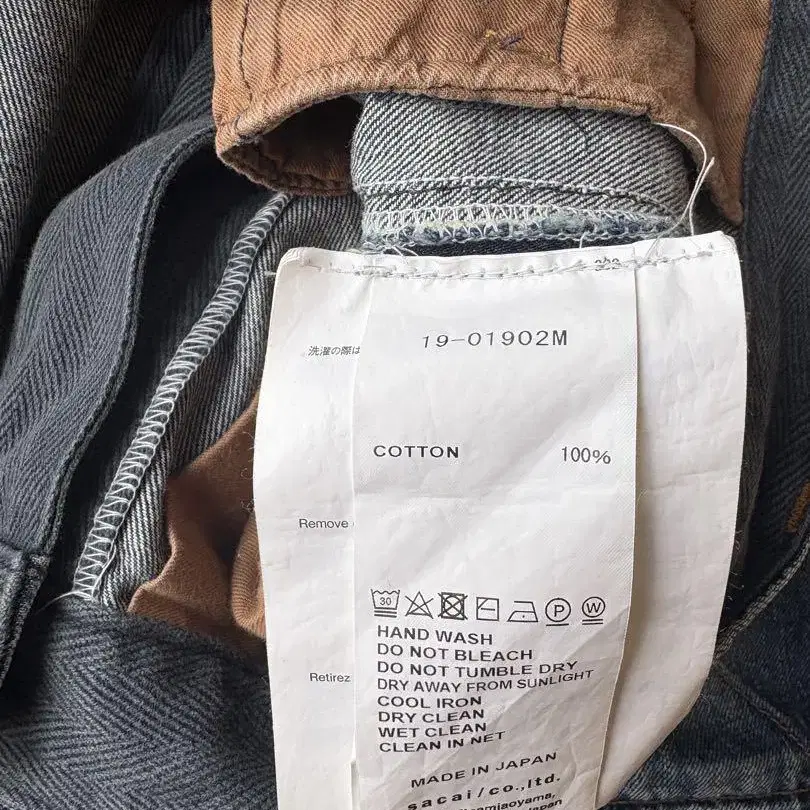 19-01902M
洗濯の際は
COTTON 100%
Remove
30 P W
HAND WASH
DO NOT BLEACH
DO NOT TUMBLE DRY
DRY AWAY FROM SUNLIGHT
COOL IRON
DRY CLEAN
WET CLEAN
CLEAN IN NET
Retirez
MADE IN JAPAN
sacai/co.,ltd.